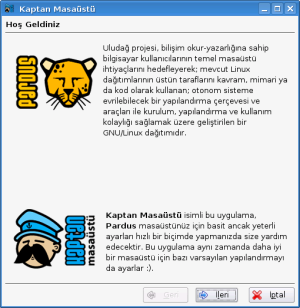 Kaptan Masaüstü
Hoş Geldiniz
pardus
Uludağ projesi, bilişim okur-yazarlığına sahip
bilgisayar kullanıcılarının temel masaüstü
ihtiyaçlarını hedefleyerek; mevcut Linux
dağıtımlarının üstün taraflarını kavram, mimari ya
da kod olarak kullanan; otonom sisteme
evrilebilecek bir yapılandırma çerçevesi ve
araçları ile kurulum, yapılandırma ve kullanım
kolaylığı sağlamak üzere geliştirilen bir
GNU/Linux dağıtımıdır.
kaptan
masaüstü
Kaptan Masaüstü isimli bu uygulama,
Pardus masaüstünüz için basit ancak yeterli
ayarları hızlı bir biçimde yapmanızda size yardım
edecektir. Bu uygulama aynı zamanda daha iyi
bir masaüstü için bazı varsayılan yapılandırmayı
da ayarlar :).
Geri
İleri
İptal